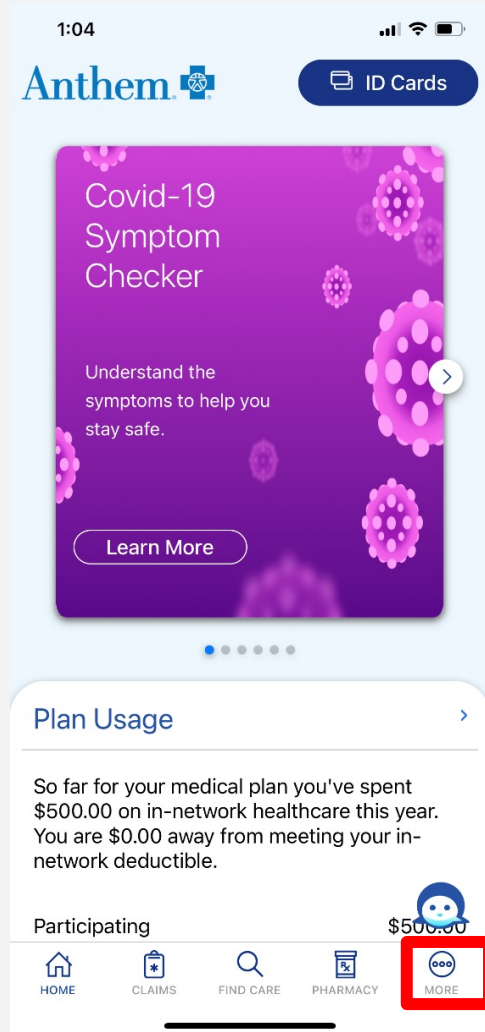 1:04
Anthem
ID Cards
Covid-19
Symptom
Checker
Understand the
symptoms to help you
stay safe.
Learn More
Plan Usage
So far for your medical plan you've spent
$500.00 on in-network healthcare this year.
You are $0.00 away from meeting your in-
network deductible.
Participating $500.00
HOME CLAIMS FIND CARE PHARMACY MORE